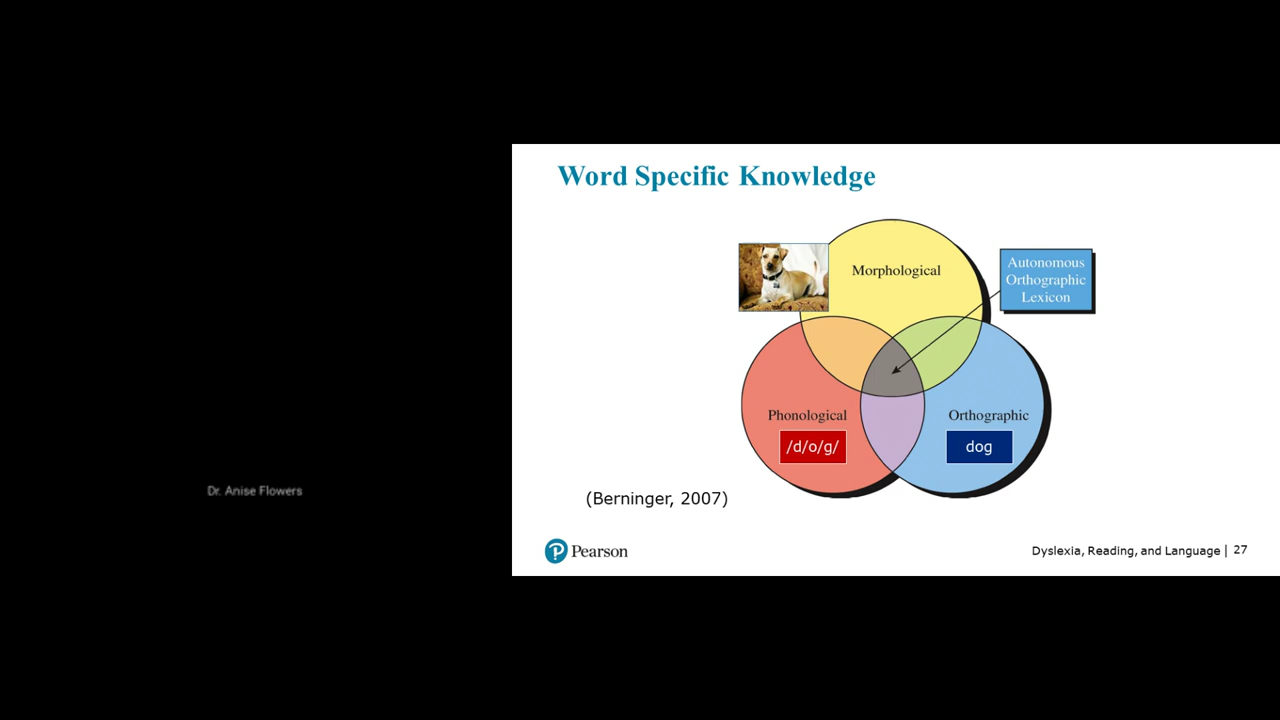 Word Specific Knowledge
Morphological
Autonomous
Orthographic
Lexicon
Phonological
/d/o/g/
Orthographic
dog
Dr. Anise Flowers
(Berninger, 2007)
Pearson
Dyslexia, Reading, and Language | 27